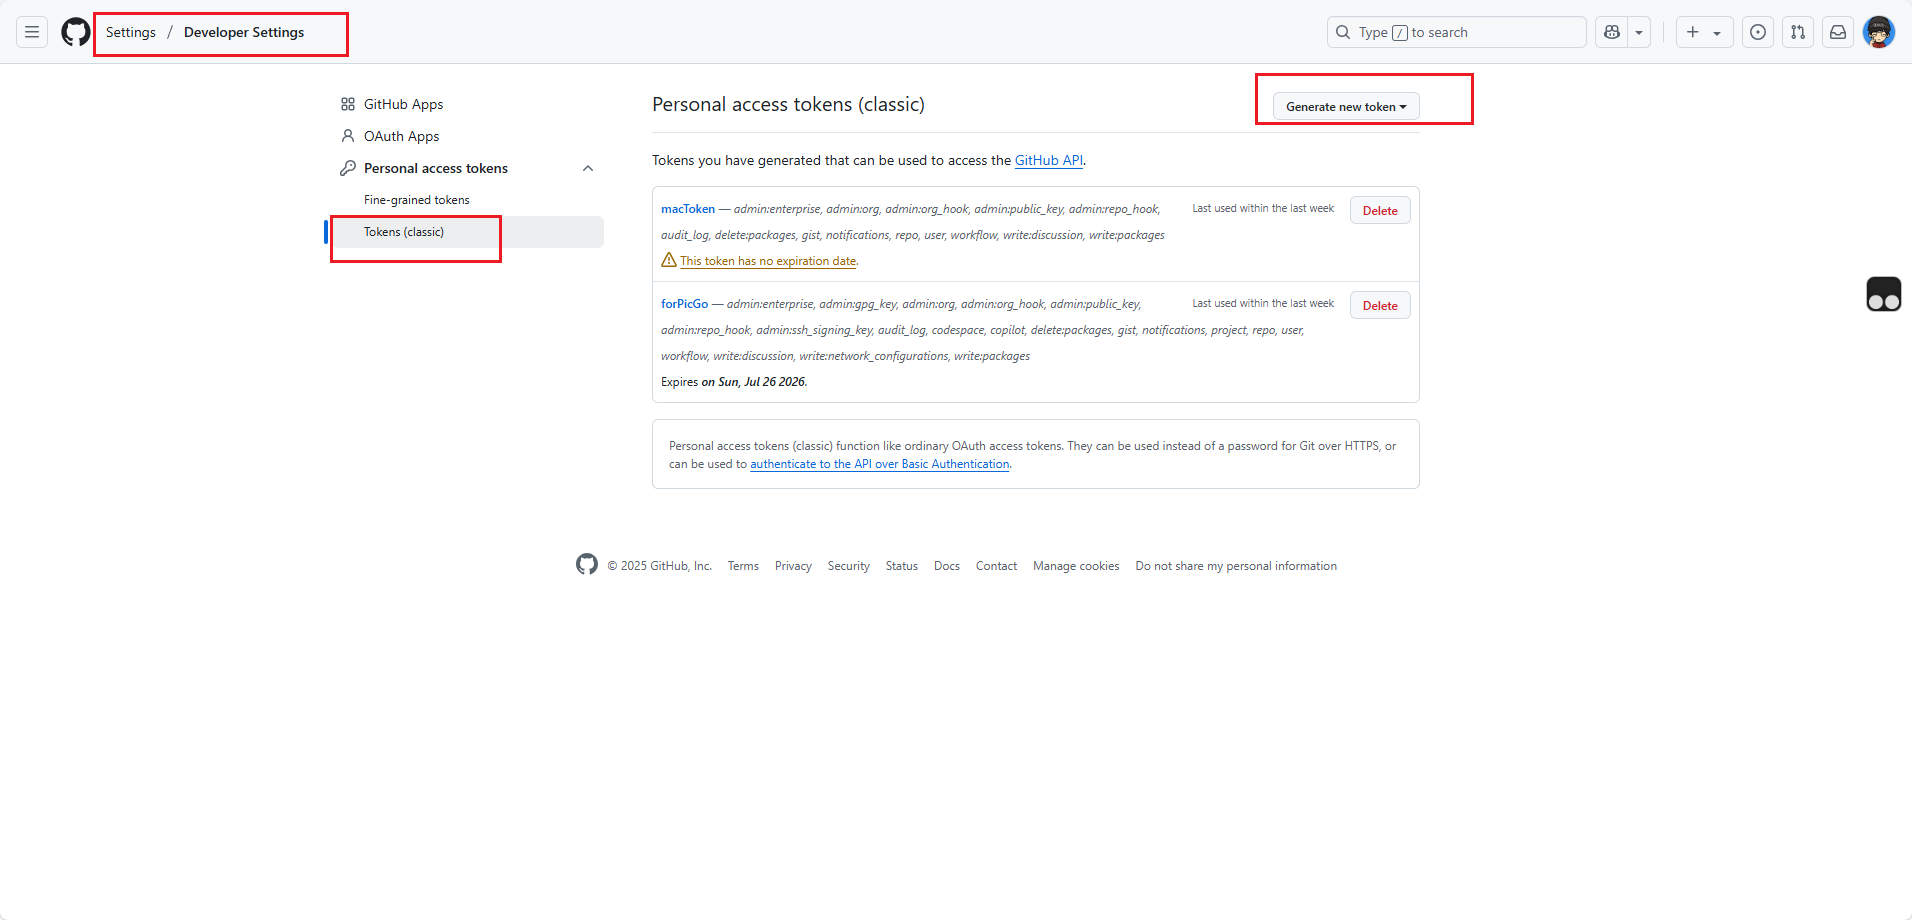 Settings / Developer Settings
Type / to search
GitHub Apps
OAuth Apps
Personal access tokens
Fine-grained tokens
Tokens (classic)
Personal access tokens (classic)
Generate new token
Tokens you have generated that can be used to access the GitHub API.
macToken — admin:enterprise, admin:org, admin:org_hook, admin:public_key, admin:repo_hook,
audit_log, delete:packages, gist, notifications, repo, user, workflow, write:discussion, write:packages
Last used within the last week
Delete
This token has no expiration date.
forPicGo — admin:enterprise, admin:gpg_key, admin:org, admin:org_hook, admin:public_key,
Last used within the last week
Delete
admin:repo_hook, admin:ssh_signing_key, audit_log, codespace, copilot, delete:packages, gist, notifications, project, repo, user,
workflow, write:discussion, write:network_configurations, write:packages
Expires on Sun, Jul 26 2026.
Personal access tokens (classic) function like ordinary OAuth access tokens. They can be used instead of a password for Git over HTTPS, or
can be used to authenticate to the API over Basic Authentication.
© 2025 GitHub, Inc. Terms Privacy Security Status Docs Contact Manage cookies Do not share my personal information